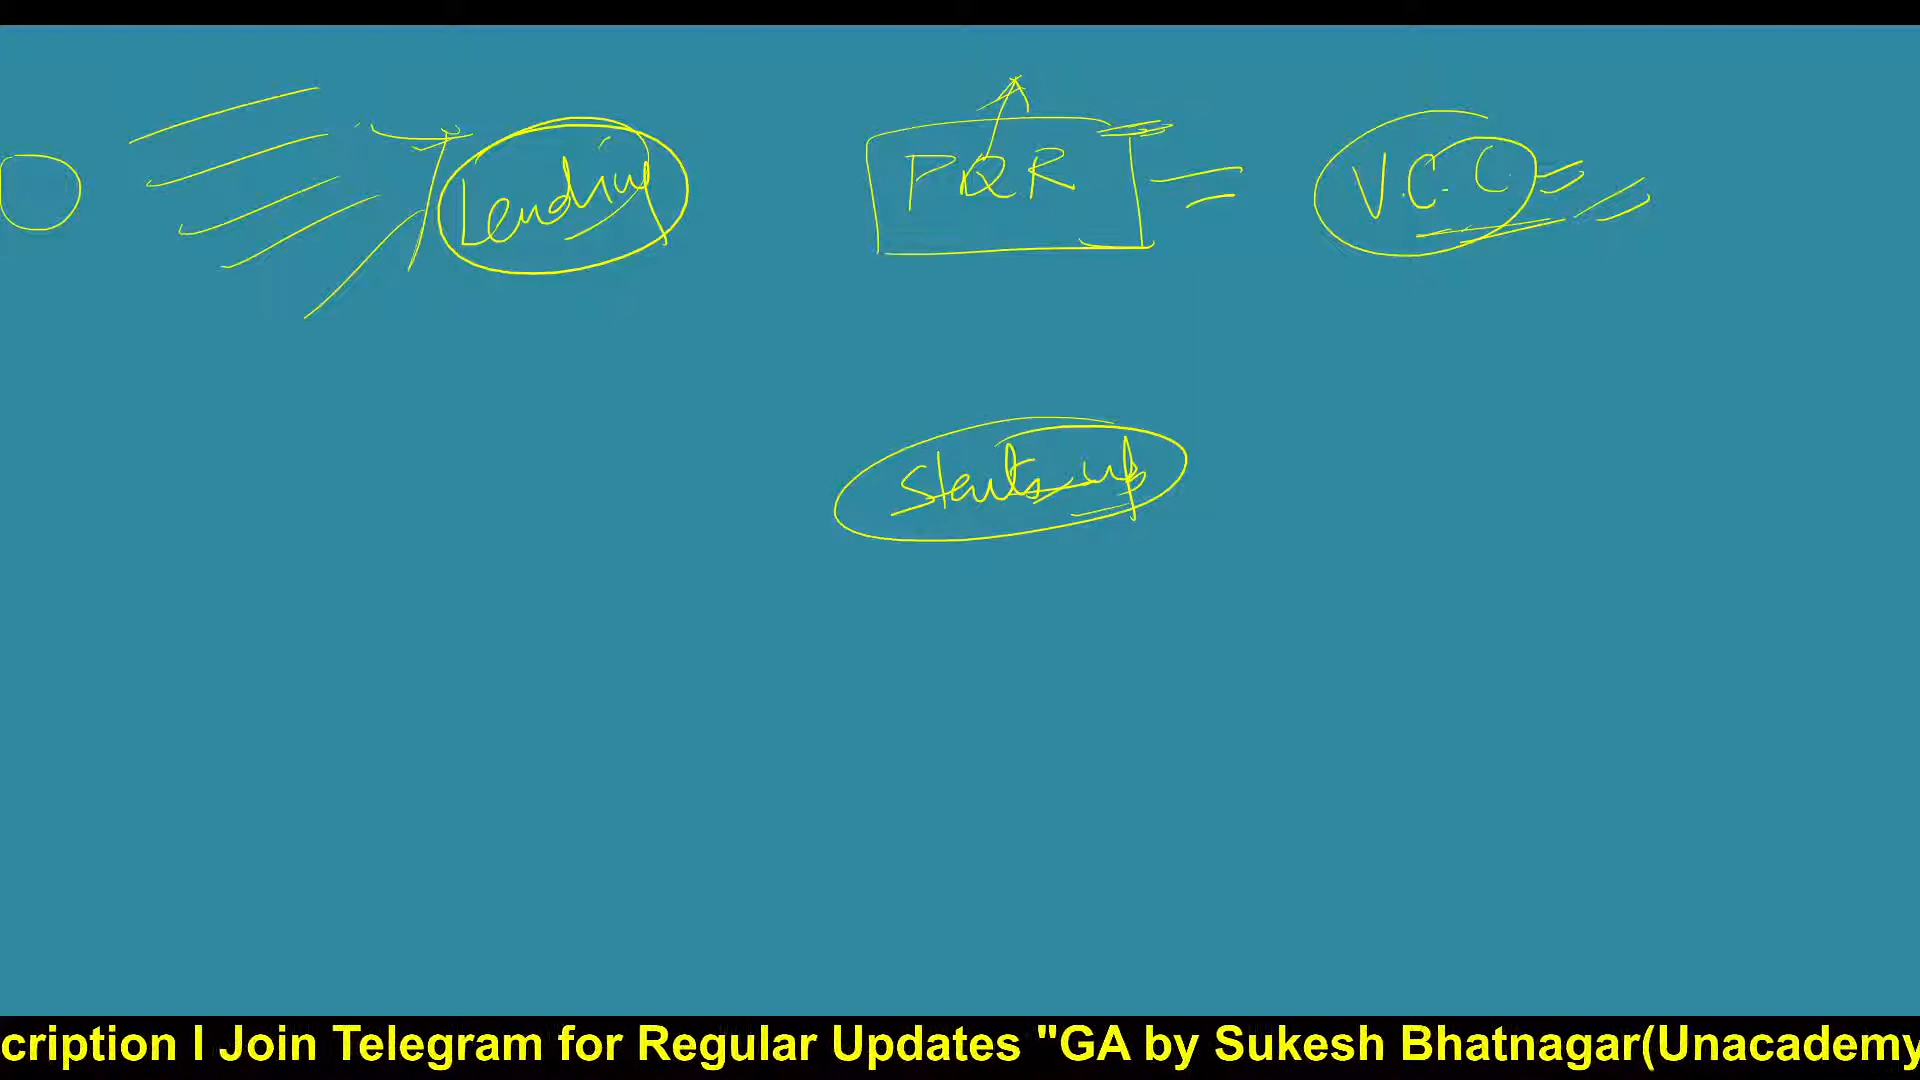 Lending PQR V.C.C
Starts-up
cription I Join Telegram for Regular Updates "GA by Sukesh Bhatnagar(Unacademy